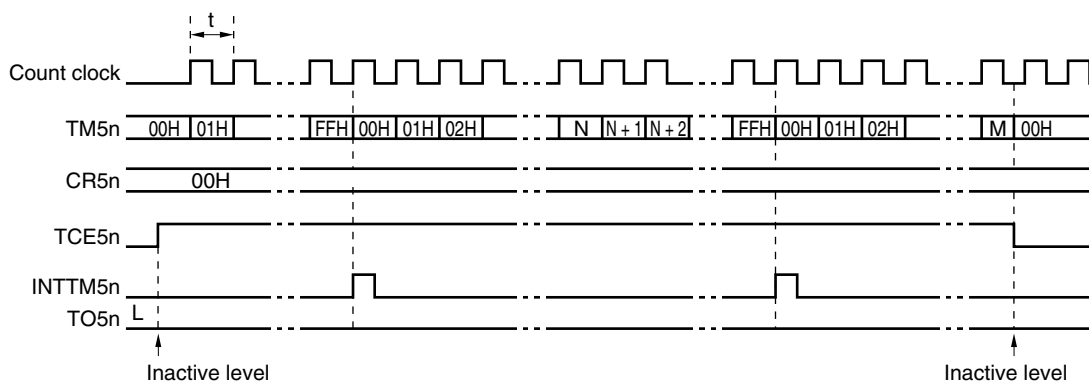 t
Count clock
TM5n 00H 01H FFH 00H 01H 02H N N + 1 N + 2 FFH 00H 01H 02H M 00H
CR5n 00H
TCE5n
INTTM5n
TO5n L
Inactive level Inactive level